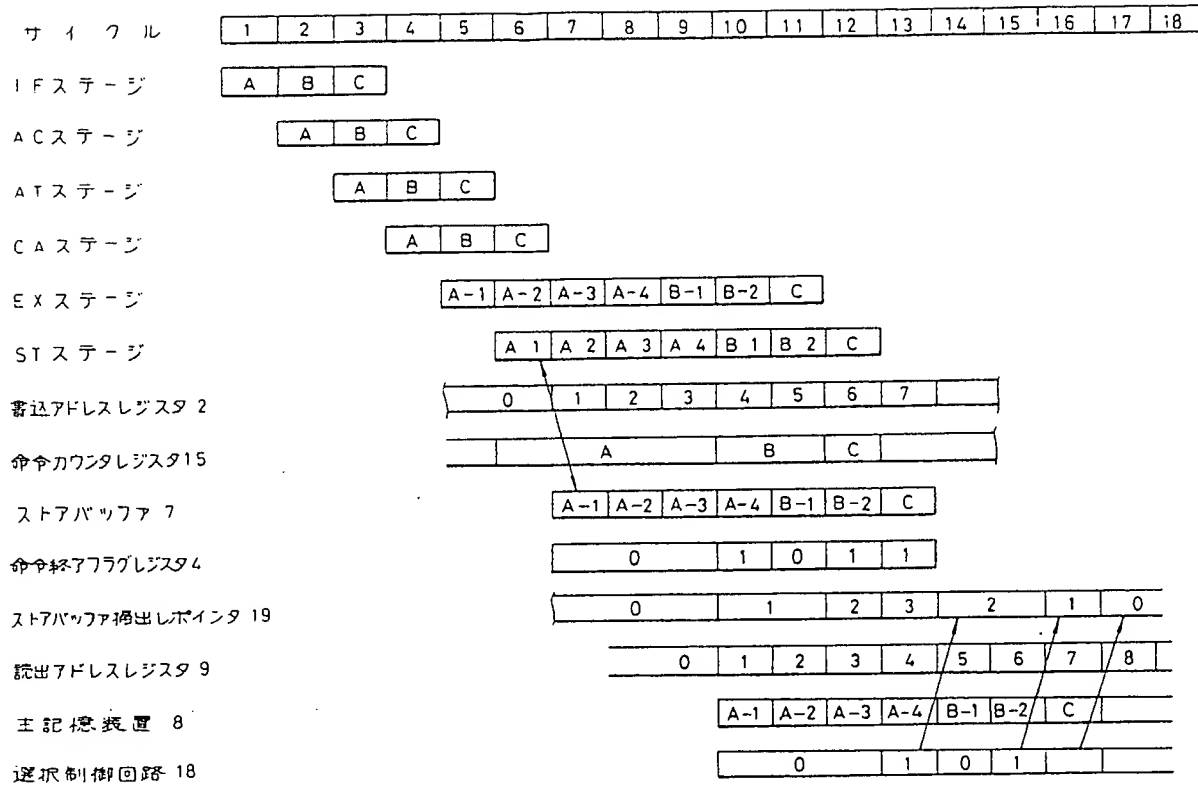 サイクル 1 2 3 4 5 6 7 8 9 10 11 12 13 14 15 16 17 18
IFステージ A B C
ACステージ A B C
ATステージ A B C
CAステージ A B C
EXステージ A-1 A-2 A-3 A-4 B-1 B-2 C
STステージ A 1 A 2 A 3 A 4 B 1 B 2 C
書込アドレスレジスタ 2 0 1 2 3 4 5 6 7
命令カウンタレジスタ15 A B C
ストアバッファ 7 A-1 A-2 A-3 A-4 B-1 B-2 C
命令終了フラグレジスタ4 0 1 0 1 1
ストアバッファ掃出しポインタ 19 0 1 2 3 2 1 0
読出アドレスレジスタ 9 0 1 2 3 4 5 6 7 8
主記憶装置 8 A-1 A-2 A-3 A-4 B-1 B-2 C
選択制御回路 18 0 1 0 1